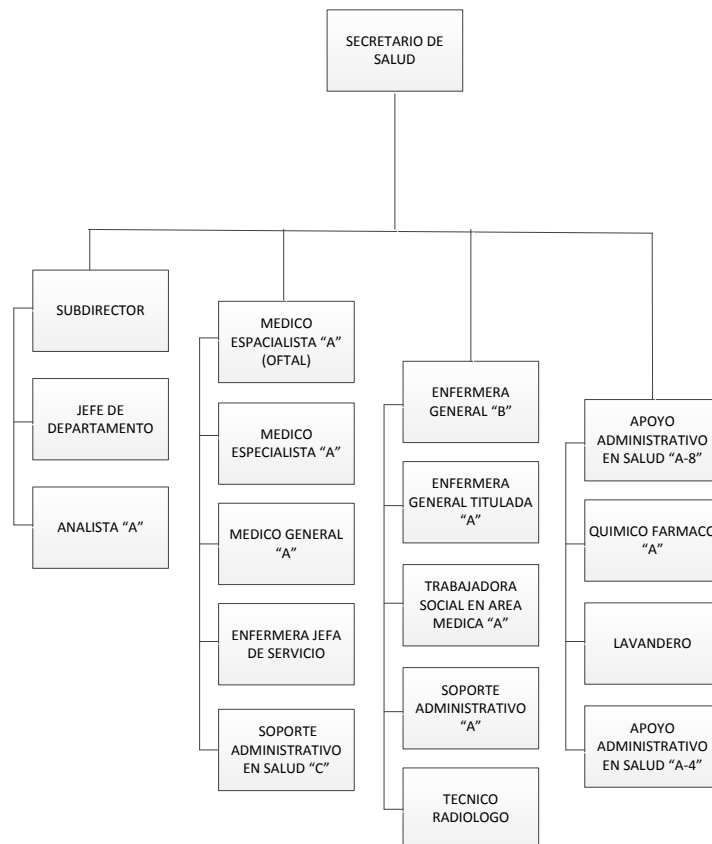 SECRETARIO DE
SALUD
SUBDIRECTOR
JEFE DE
DEPARTAMENTO
ANALISTA “A”
MEDICO
ESPACIALISTA “A”
(OFTAL)
MEDICO
ESPECIALISTA “A”
MEDICO GENERAL
“A”
ENFERMERA JEFA
DE SERVICIO
SOPORTE
ADMINISTRATIVO
EN SALUD “C”
ENFERMERA
GENERAL “B”
ENFERMERA
GENERAL TITULADA
“A”
TRABAJADORA
SOCIAL EN AREA
MEDICA “A”
SOPORTE
ADMINISTRATIVO
“A”
TECNICO
RADIOLOGO
APOYO
ADMINISTRATIVO
EN SALUD “A-8”
QUIMICO FARMACO
“A”
LAVANDERO
APOYO
ADMINISTRATIVO
EN SALUD “A-4”